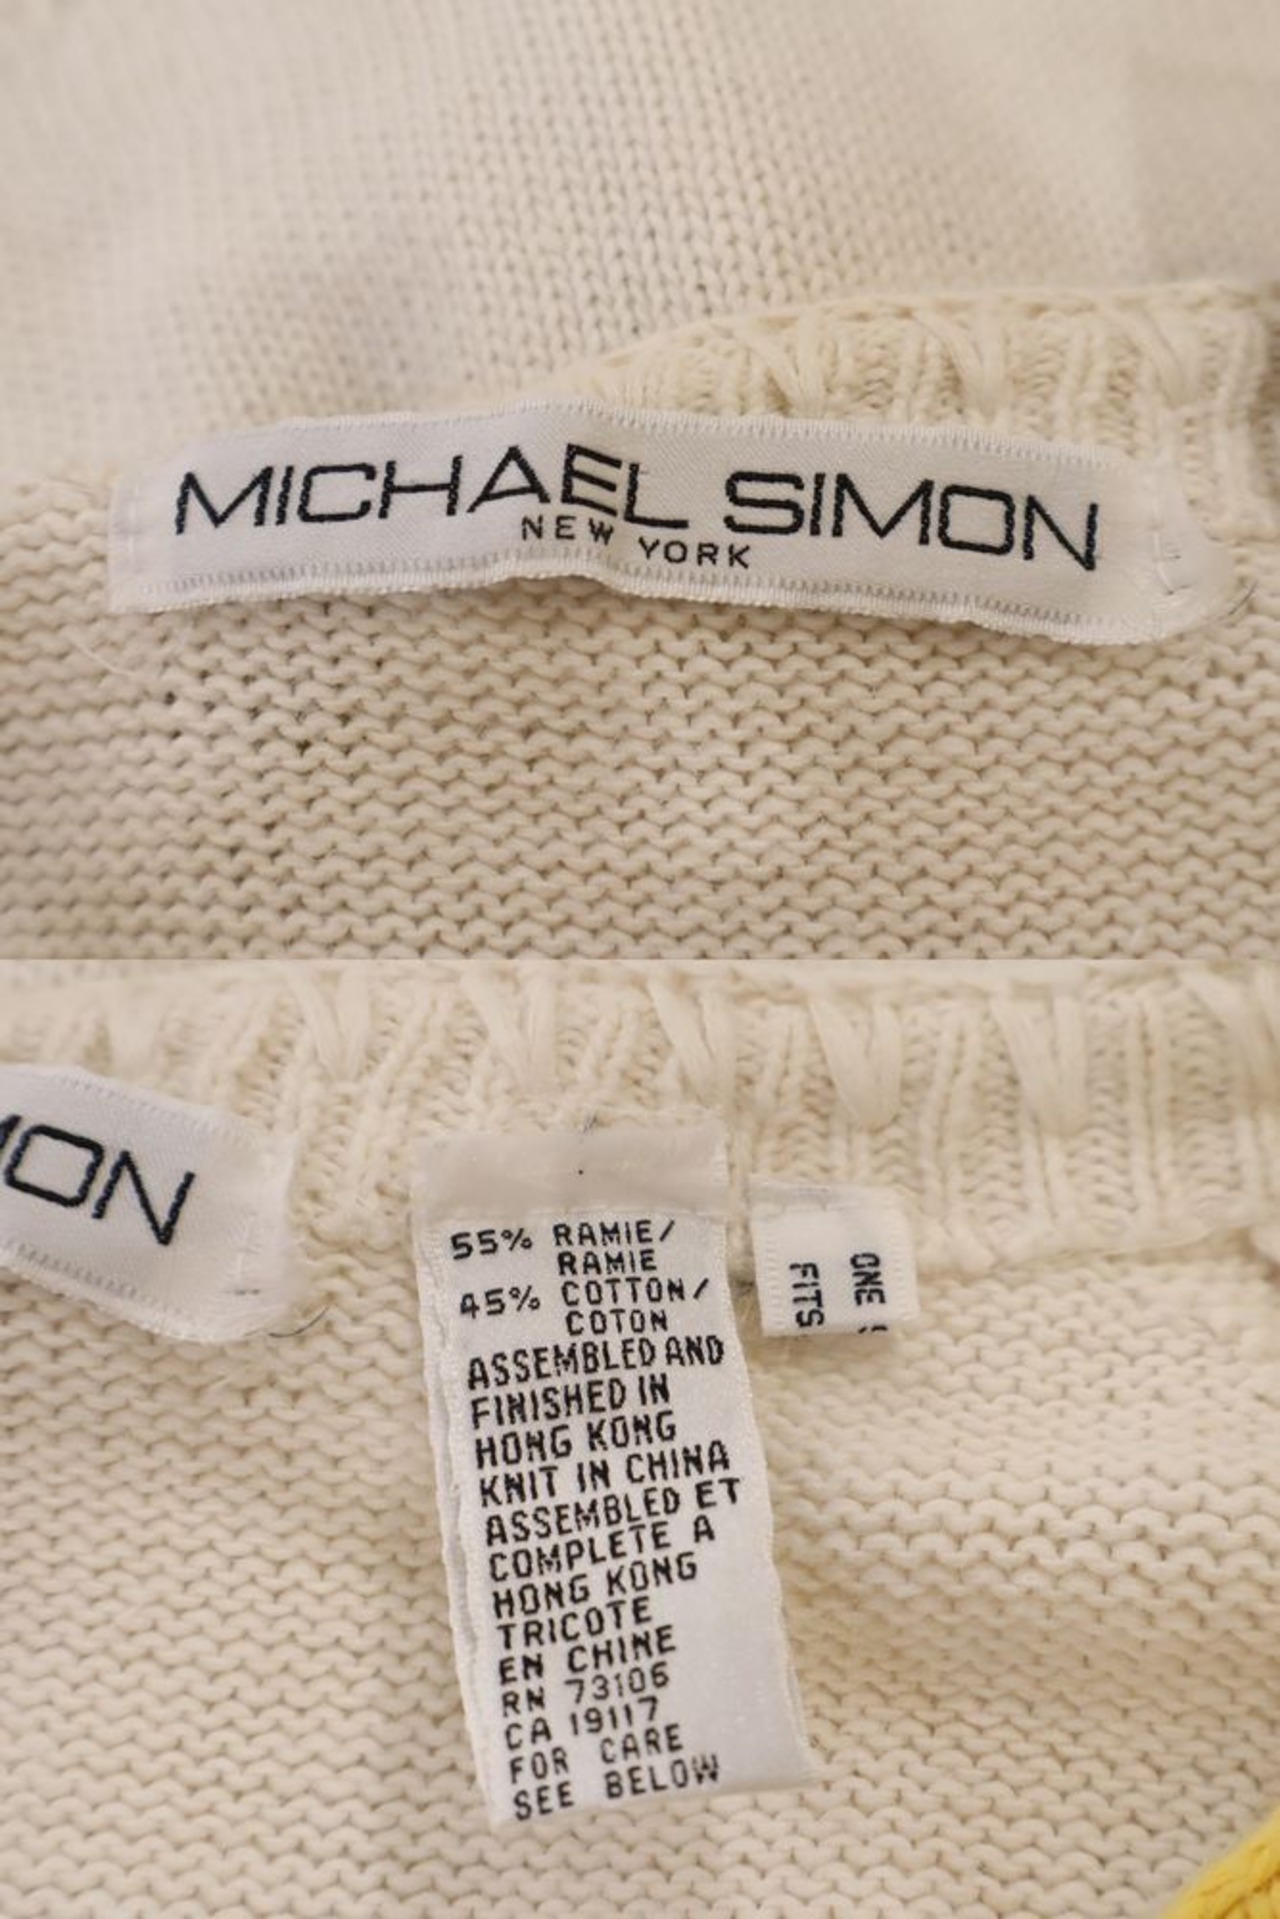 MICHAEL SIMON
NEW YORK
ION
55% RAMIE/
RAMIE
45% COTTON/
COTON
ASSEMBLED AND
FINISHED IN
HONG KONG
KNIT IN CHINA
ASSEMBLED ET
COMPLETE A
HONG KONG
TRICOTE
EN CHINE
RN 73106
CA 19117
FOR CARE
SEE BELOW
ONE
FITS